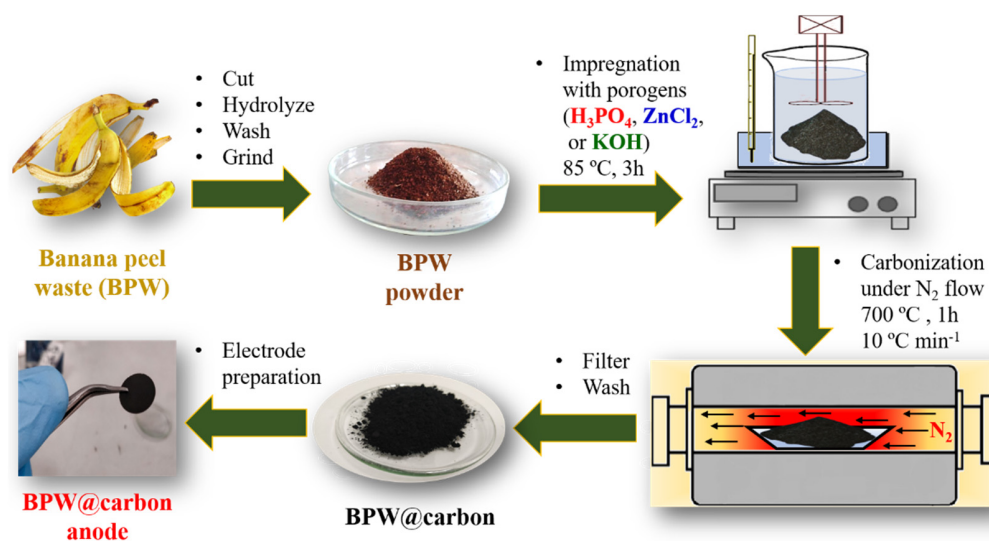 • Cut
• Hydrolyze
• Wash
• Grind
Banana peel
waste (BPW)
BPW
powder
• Impregnation
with porogens
(H₃PO₄, ZnCl₂,
or KOH)
85 ºC, 3h
• Carbonization
under N₂ flow
700 ºC , 1h
10 ºC min⁻¹
N₂
• Filter
• Wash
BPW@carbon
• Electrode
preparation
BPW@carbon
anode